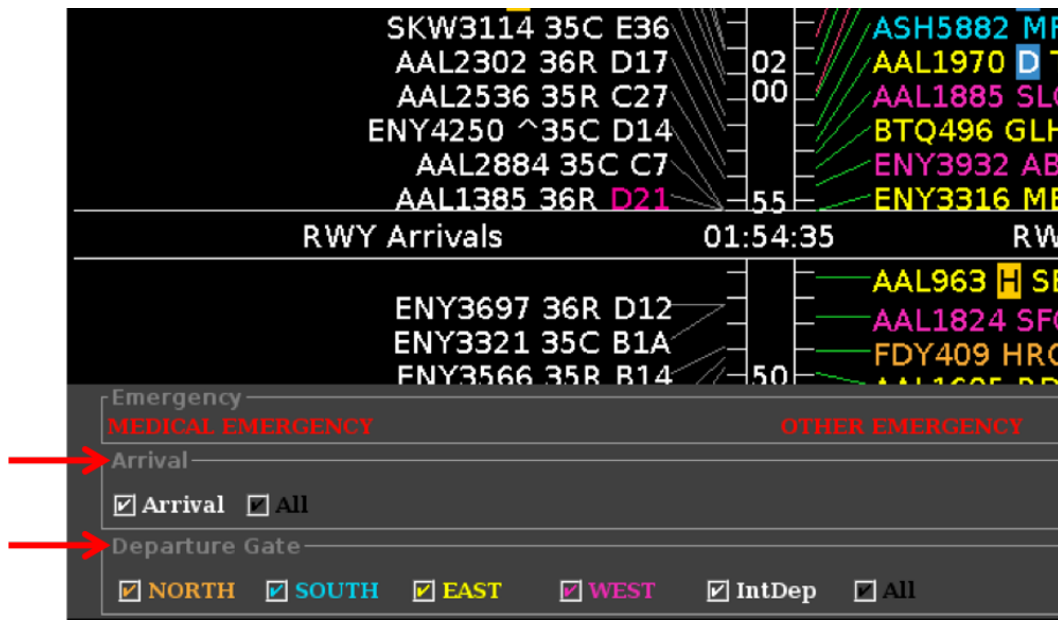 SKW3114 35C E36 ASH5882
AAL2302 36R D17 02 AAL1970 D
AAL2536 35R C27 00 AAL1885
ENY4250 ^35C D14 BTQ496
AAL2884 35C C7 ENY3932 AB
AAL1385 36R D21 55 ENY3316
RWY Arrivals 01:54:35
AAL963 H
ENY3697 36R D12 AAL1824
ENY3321 35C B1A FDY409
ENY3566 35R B14 50
Emergency
MEDICAL EMERGENCY OTHER EMERGENCY
Arrival
Arrival All
Departure Gate
NORTH SOUTH EAST WEST IntDep All